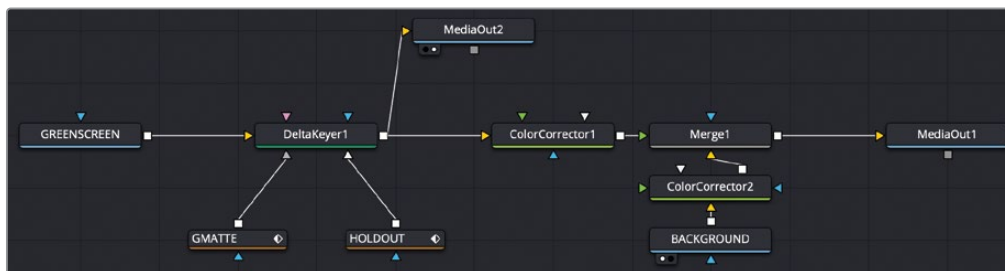 MediaOut2
GREENSCREEN
DeltaKeyer1
ColorCorrector1
Merge1
MediaOut1
ColorCorrector2
GMATTE
HOLDOUT
BACKGROUND